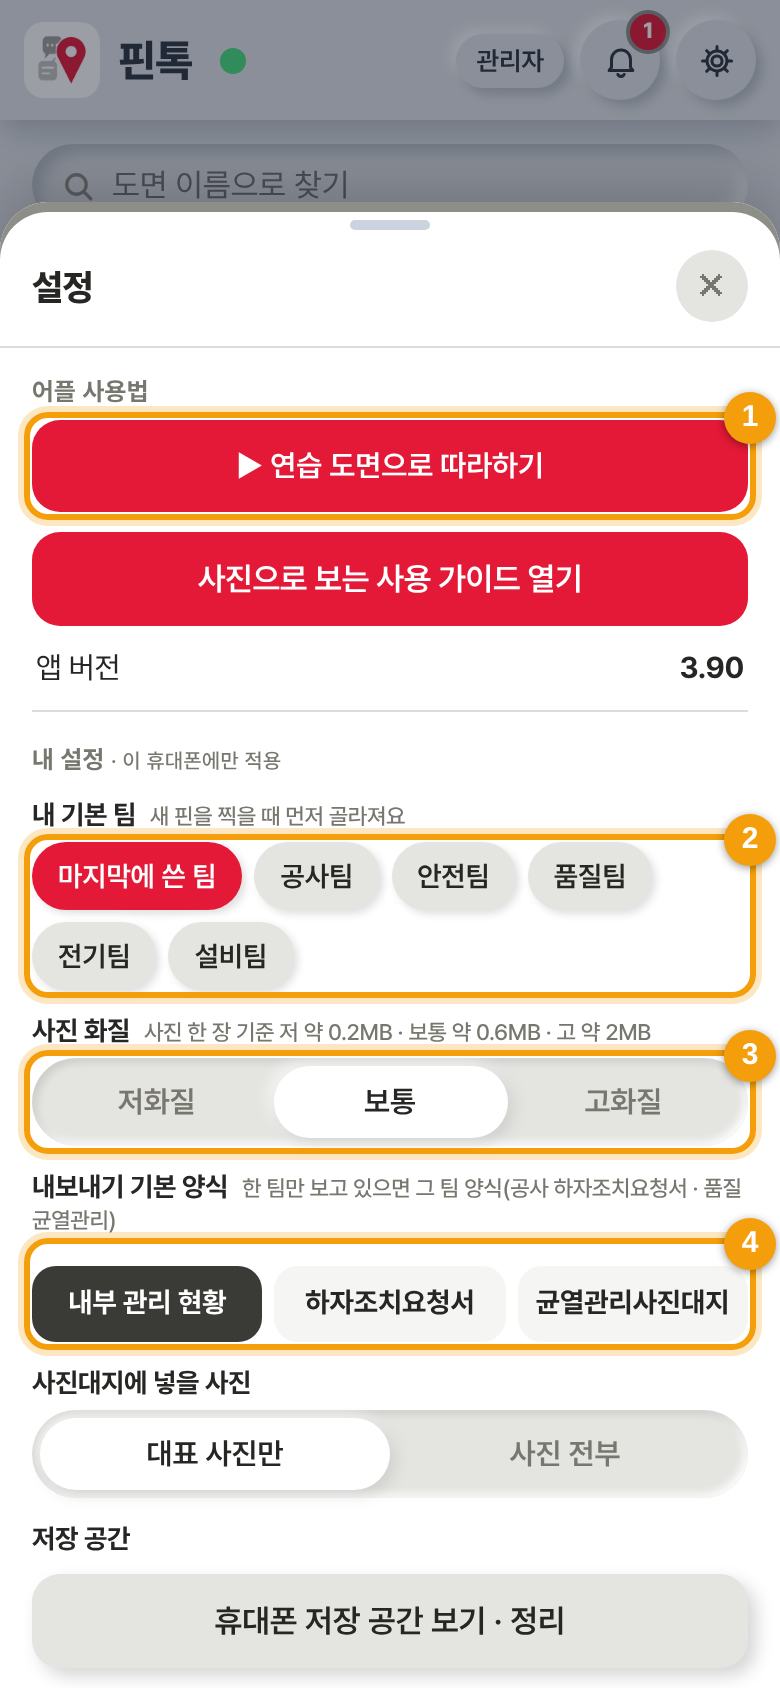 핀톡
관리자
1
도면 이름으로 찾기
설정
어플 사용법
1
▶ 연습 도면으로 따라하기
사진으로 보는 사용 가이드 열기
앱 버전 3.90
내 설정 · 이 휴대폰에만 적용
내 기본 팀 새 핀을 찍을 때 먼저 골라져요
2
마지막에 쓴 팀 공사팀 안전팀 품질팀
전기팀 설비팀
사진 화질 사진 한 장 기준 저 약 0.2MB · 보통 약 0.6MB · 고 약 2MB
3
저화질 보통 고화질
내보내기 기본 양식 한 팀만 보고 있으면 그 팀 양식(공사 하자조치요청서 · 품질
균열관리)
4
내부 관리 현황 하자조치요청서 균열관리사진대지
사진대지에 넣을 사진
대표 사진만 사진 전부
저장 공간
휴대폰 저장 공간 보기 · 정리